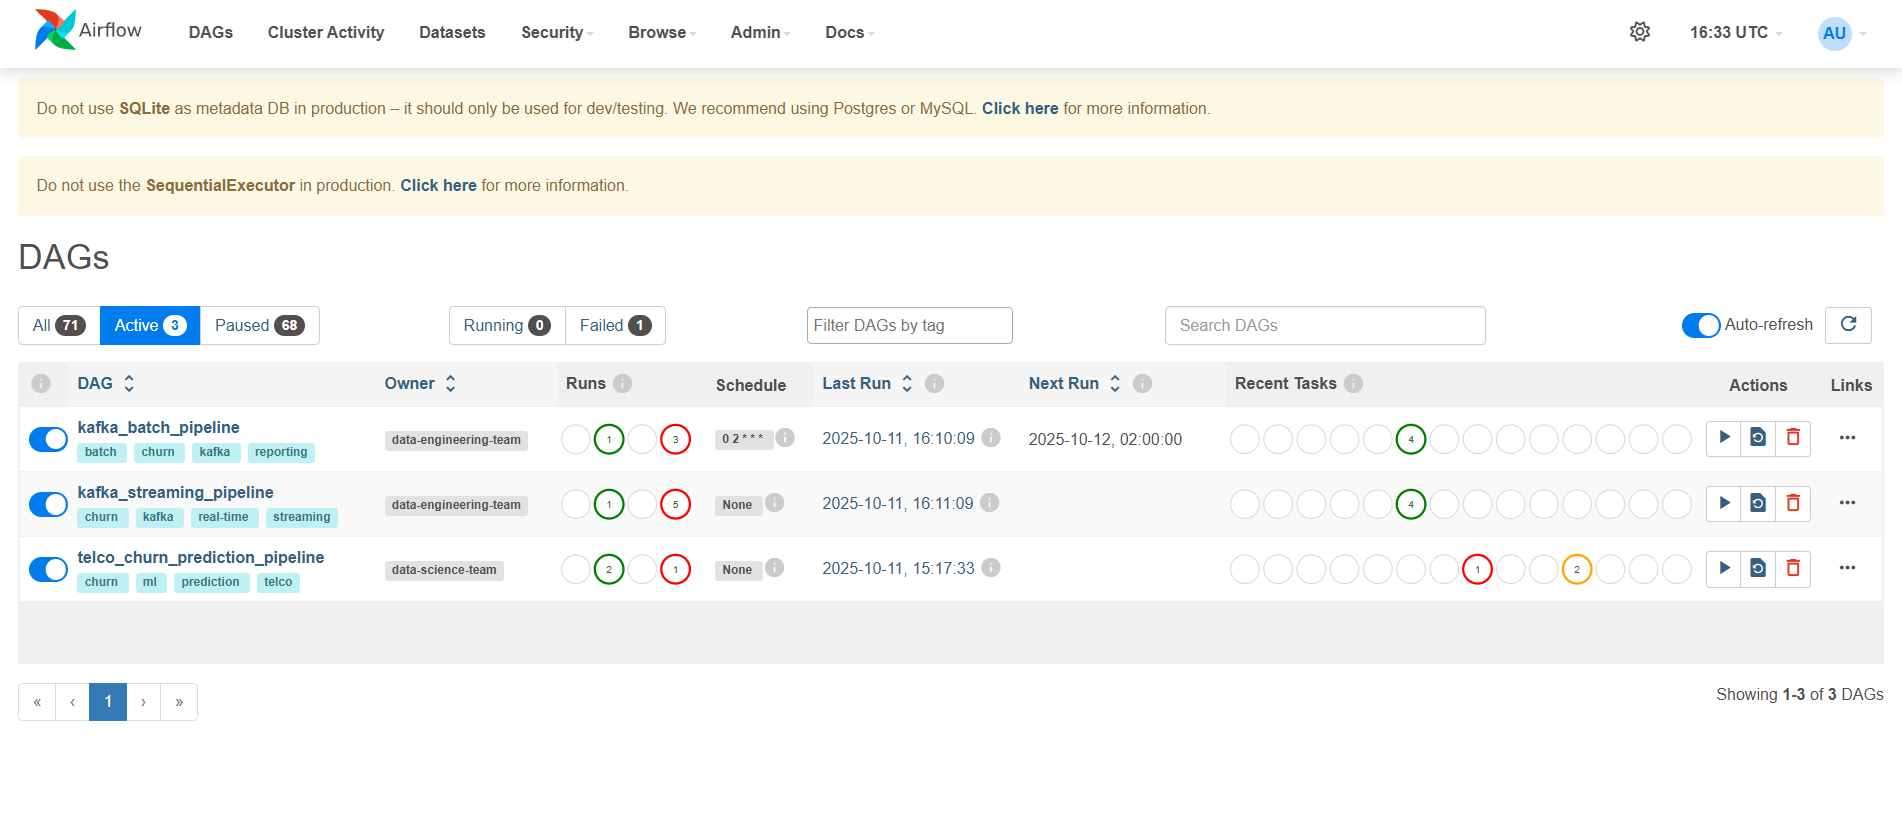 Airflow DAGs Cluster Activity Datasets Security Browse Admin Docs 16:33 UTC AU
Do not use SQLite as metadata DB in production – it should only be used for dev/testing. We recommend using Postgres or MySQL. Click here for more information.
Do not use the SequentialExecutor in production. Click here for more information.
DAGs
All 71 Active 3 Paused 68 Running 0 Failed 1 Filter DAGs by tag Search DAGs Auto-refresh
i DAG Owner Runs i Schedule Last Run i Next Run i Recent Tasks i Actions Links
kafka_batch_pipeline
data-engineering-team 1 3 0 2 * * * i 2025-10-11, 16:10:09 i 2025-10-12, 02:00:00 4 ...
batch churn kafka reporting
kafka_streaming_pipeline
data-engineering-team 1 5 None i 2025-10-11, 16:11:09 i 4 ...
churn kafka real-time streaming
telco_churn_prediction_pipeline
data-science-team 2 1 None i 2025-10-11, 15:17:33 i 1 2 ...
churn ml prediction telco
« ‹ 1 › » Showing 1-3 of 3 DAGs